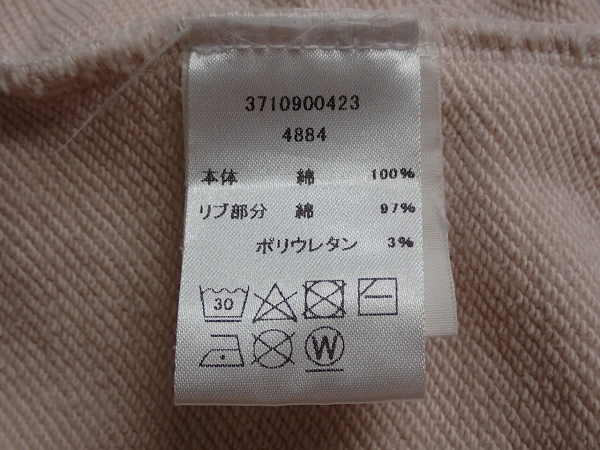 3710900423
4884
本体 綿 100%
リブ部分 綿 97%
ポリウレタン 3%
30
W